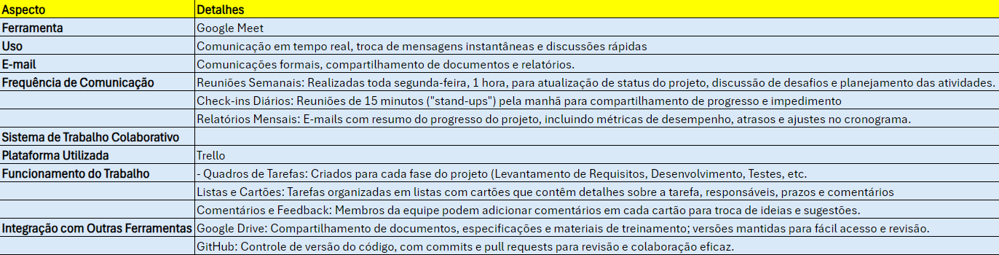 Aspecto Detalhes
Ferramenta Google Meet
Uso Comunicação em tempo real, troca de mensagens instantâneas e discussões rápidas
E-mail Comunicações formais, compartilhamento de documentos e relatórios.
Frequência de Comunicação Reuniões Semanais: Realizadas toda segunda-feira, 1 hora, para atualização de status do projeto, discussão de desafios e planejamento das atividades.
Check-ins Diários: Reuniões de 15 minutos ("stand-ups") pela manhã para compartilhamento de progresso e impedimento
Relatórios Mensais: E-mails com resumo do progresso do projeto, incluindo métricas de desempenho, atrasos e ajustes no cronograma.
Sistema de Trabalho Colaborativo
Plataforma Utilizada Trello
Funcionamento do Trabalho - Quadros de Tarefas: Criados para cada fase do projeto (Levantamento de Requisitos, Desenvolvimento, Testes, etc.
Listas e Cartões: Tarefas organizadas em listas com cartões que contêm detalhes sobre a tarefa, responsáveis, prazos e comentários
Comentários e Feedback: Membros da equipe podem adicionar comentários em cada cartão para troca de ideias e sugestões.
Integração com Outras Ferramentas Google Drive: Compartilhamento de documentos, especificações e materiais de treinamento; versões mantidas para fácil acesso e revisão.
GitHub: Controle de versão do código, com commits e pull requests para revisão e colaboração eficaz.